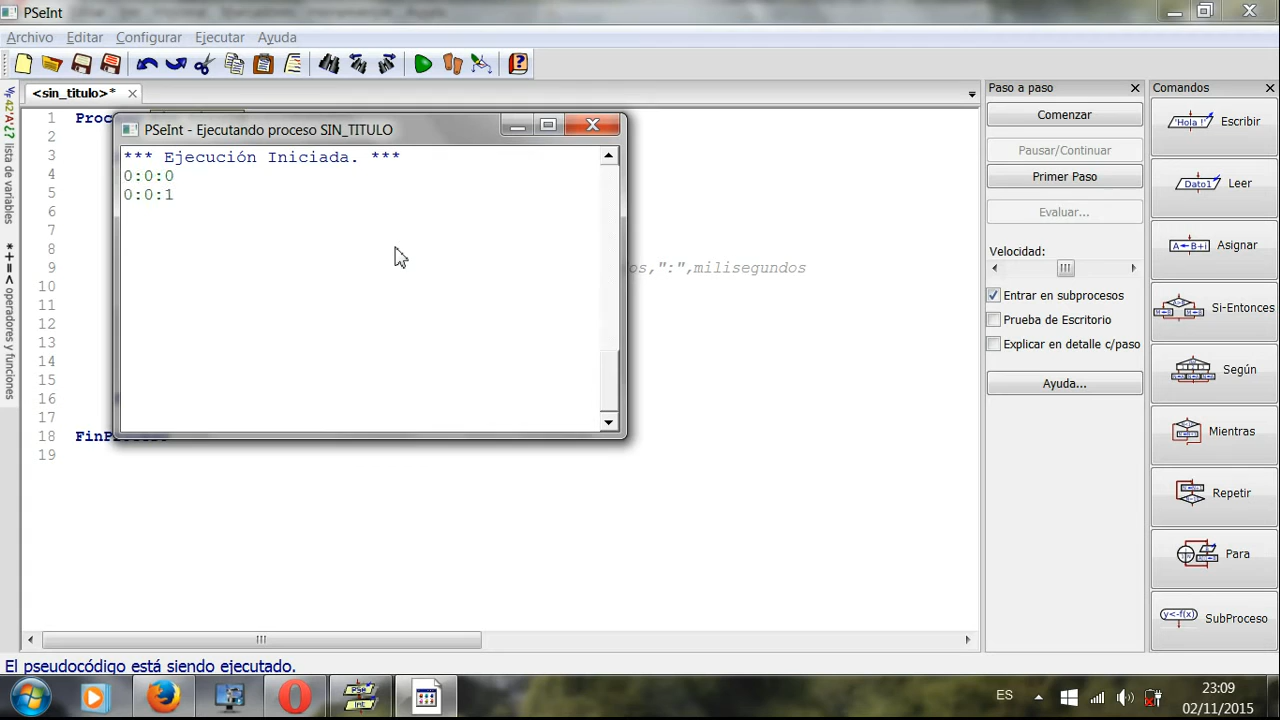 PSeInt
Archivo Editar Configurar Ejecutar Ayuda
<sin_titulo>*
lista de variables
operadores y funciones
1
2
3
4
5
6
7
8
9
10
11
12
13
14
15
16
17
18
19
Proc
os,":",milisegundos
PSeInt - Ejecutando proceso SIN_TITULO
*** Ejecución Iniciada. ***
0:0:0
0:0:1
Paso a paso
Comenzar
Pausar/Continuar
Primer Paso
Evaluar...
Velocidad:
Entrar en subprocesos
Prueba de Escritorio
Explicar en detalle c/paso
Ayuda...
Comandos
'Hola !' Escribir
Dato1 Leer
A←B+i Asignar
Si-Entonces
Según
Mientras
Repetir
Para
y<-f(x) SubProceso
El pseudocódigo está siendo ejecutado.
PSe
Int
ES
23:09
02/11/2015